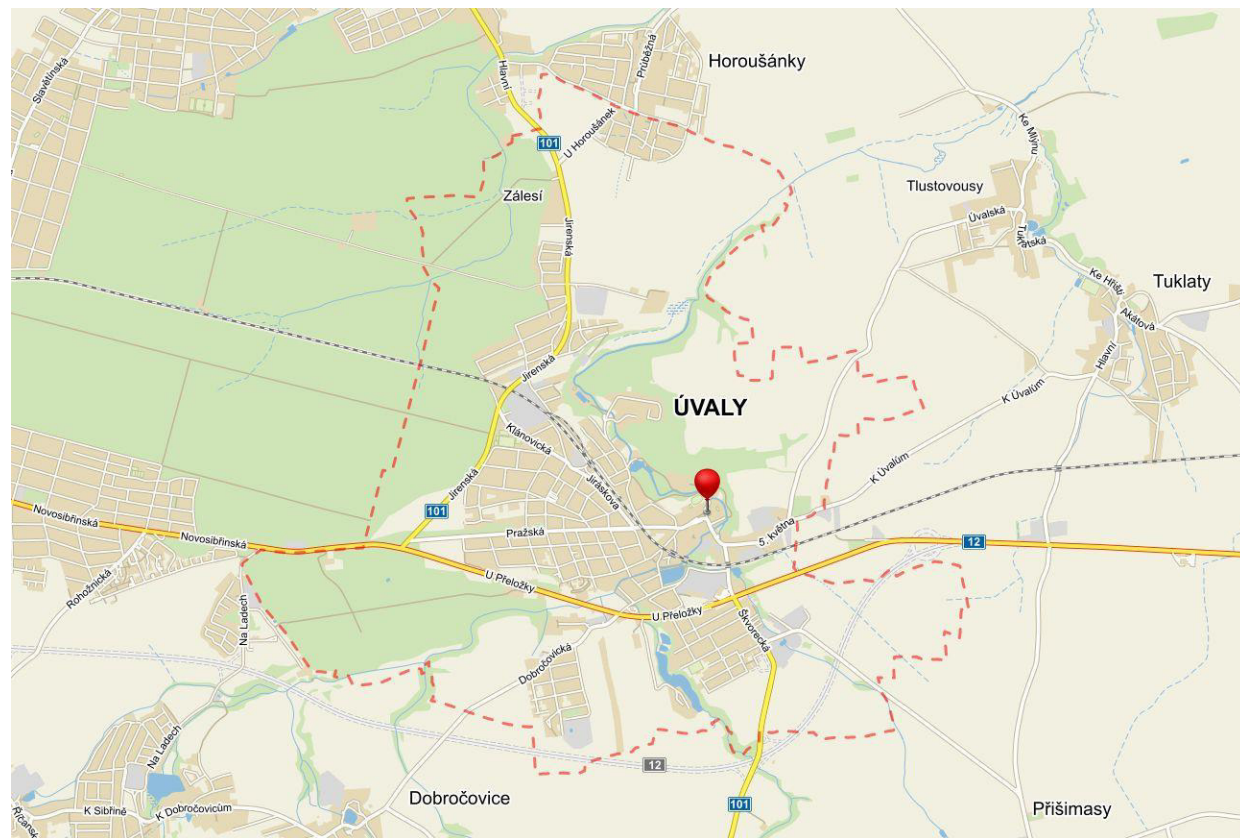 Slavětínská
Hlavní
Průběžná
Horoušánky
101
U Horoušánek
Ke Mlýnu
Tlustovousy
Zálesí
Úvalská
Jirenská
Ke Hřišti
Tuklaty
Akátová
Hlavní
Jirenská
K Úvalům
ÚVALY
Klánovická
Jiráskova
K Úvalům
Jirenská
101
Novosibřinská
Novosibřinská
Pražská
5. května
12
Rohožnická
U Přeložky
U Přeložky
Na Ladech
Škvorecká
Dobročovická
Na Ladech
12
Dobročovice
K Sibřině
K Dobročovicům
101
Přišimasy